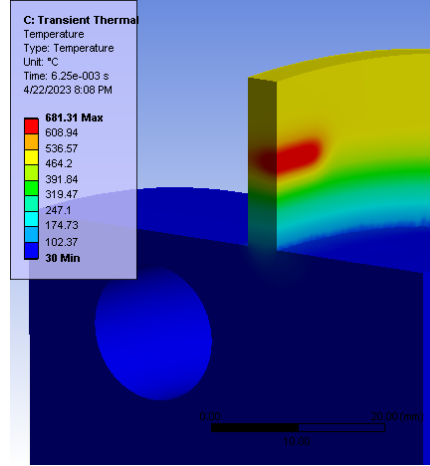 C: Transient Thermal
Temperature
Type: Temperature
Unit: °C
Time: 6.25e-003 s
4/22/2023 8:08 PM
681.31 Max
608.94
536.57
464.2
391.84
319.47
247.1
174.73
102.37
30 Min